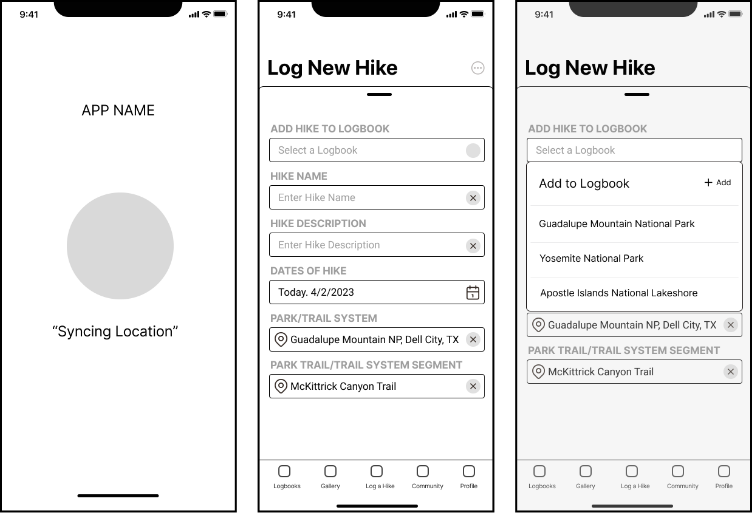 9:41
APP NAME
“Syncing Location”
9:41
Log New Hike
ADD HIKE TO LOGBOOK
Select a Logbook
HIKE NAME
Enter Hike Name
HIKE DESCRIPTION
Enter Hike Description
DATES OF HIKE
Today. 4/2/2023
PARK/TRAIL SYSTEM
Guadalupe Mountain NP, Dell City, TX
PARK TRAIL/TRAIL SYSTEM SEGMENT
McKittrick Canyon Trail
Logbooks Gallery Log a Hike Community Profile
9:41
Log New Hike
ADD HIKE TO LOGBOOK
Select a Logbook
Add to Logbook + Add
Guadalupe Mountain National Park
Yosemite National Park
Apostle Islands National Lakeshore
Guadalupe Mountain NP, Dell City, TX
PARK TRAIL/TRAIL SYSTEM SEGMENT
McKittrick Canyon Trail
Logbooks Gallery Log a Hike Community Profile